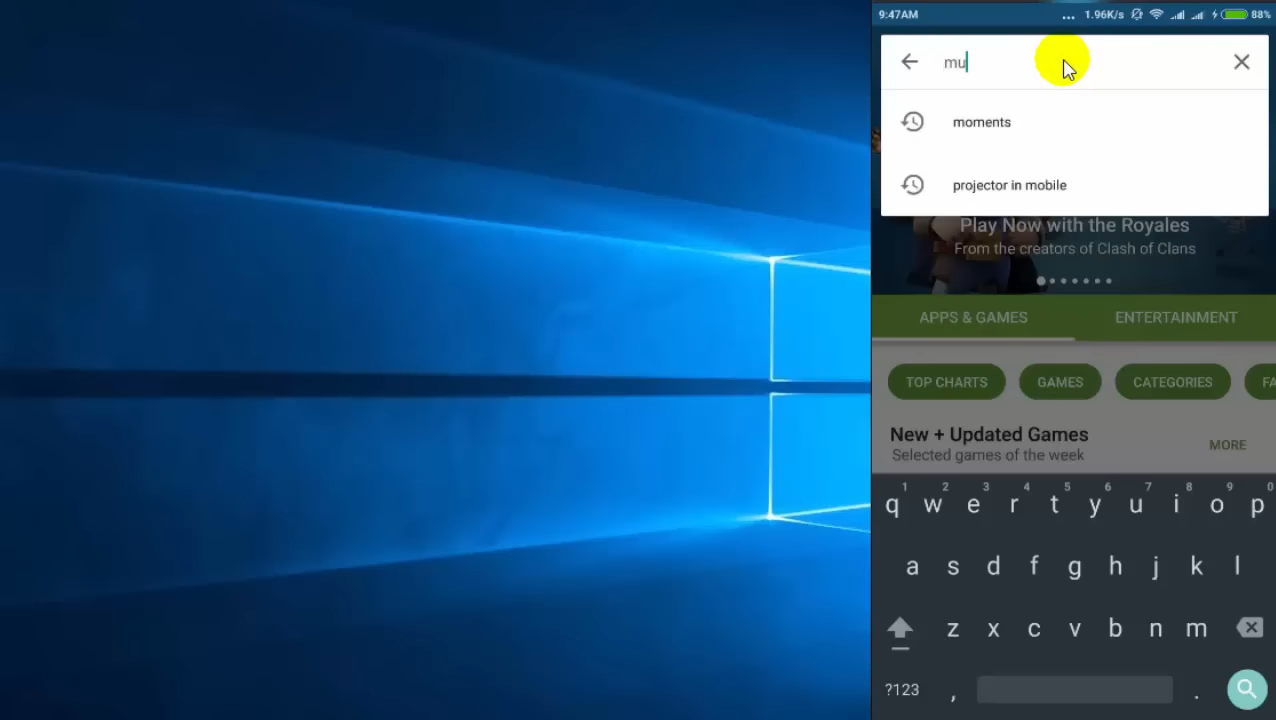 9:47AM ... 1.96K/s 88%
mu
moments
projector in mobile
Play Now with the Royales
From the creators of Clash of Clans
APPS & GAMES ENTERTAINMENT
TOP CHARTS GAMES CATEGORIES FA
New + Updated Games
MORE
Selected games of the week
1 2 3 4 5 6 7 8 9 0
q w e r t y u i o p
a s d f g h j k l
z x c v b n m
?123 , .